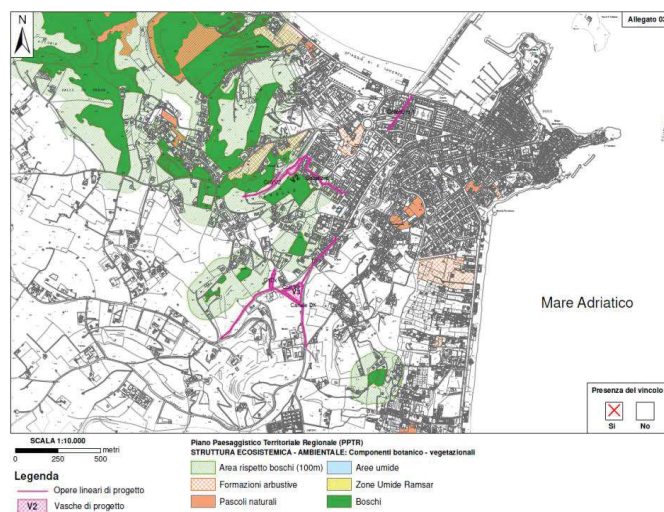 N
Allegato 02
Mare Adriatico
V3
Presenza del vincolo
Si No
SCALA 1:10.000
metri
0 250 500
Legenda
Opere lineari di progetto
V2 Vasche di progetto
Piano Paesaggistico Territoriale Regionale (PPTR)
STRUTTURA ECOSISTEMICA - AMBIENTALE: Componenti botanico - vegetazionali
Area rispetto boschi (100m)
Formazioni arbustive
Pascoli naturali
Aree umide
Zone Umide Ramsar
Boschi